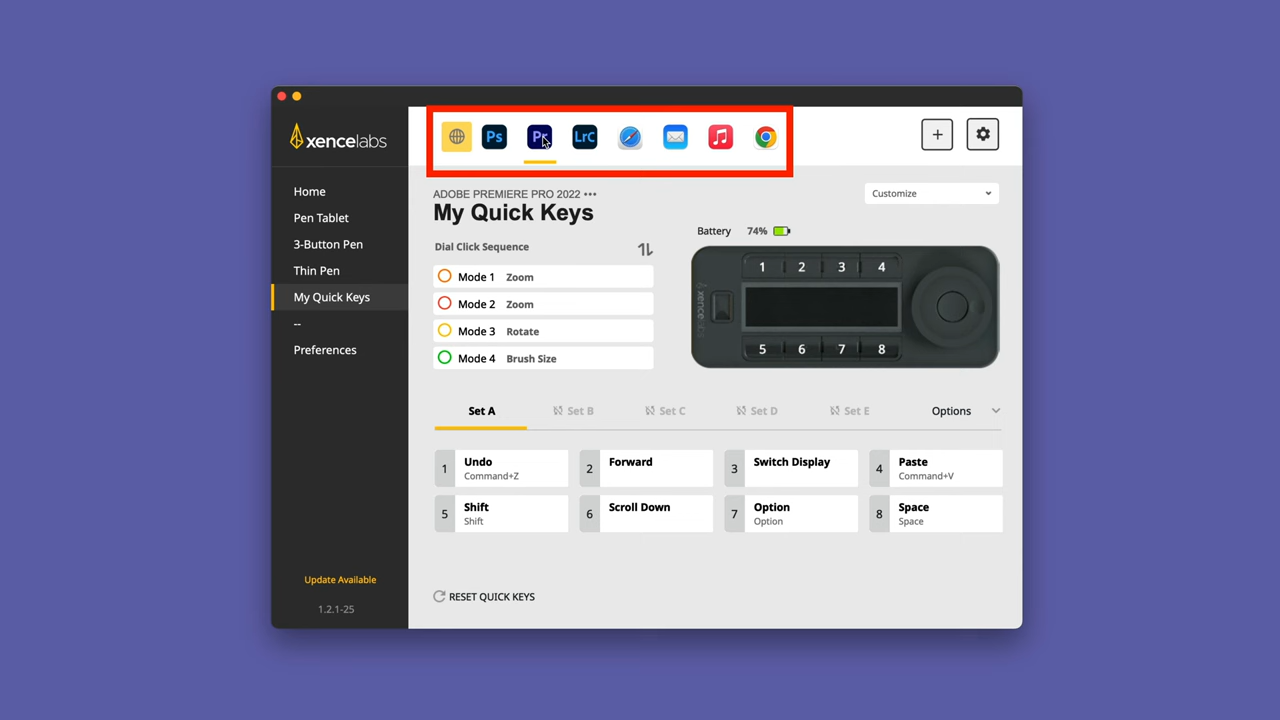 Ps Pr LrC
xencelabs
Home
Pen Tablet
3-Button Pen
Thin Pen
My Quick Keys
--
Preferences
Update Available
1.2.1-25
ADOBE PREMIERE PRO 2022 •••
My Quick Keys
Customize
Dial Click Sequence
Mode 1 Zoom
Mode 2 Zoom
Mode 3 Rotate
Mode 4 Brush Size
Battery 74%
1 2 3 4
xencelabs
5 6 7 8
Set A Set B Set C Set D Set E Options
1 Undo
Command+Z
2 Forward
3 Switch Display
4 Paste
Command+V
5 Shift
Shift
6 Scroll Down
7 Option
Option
8 Space
Space
RESET QUICK KEYS